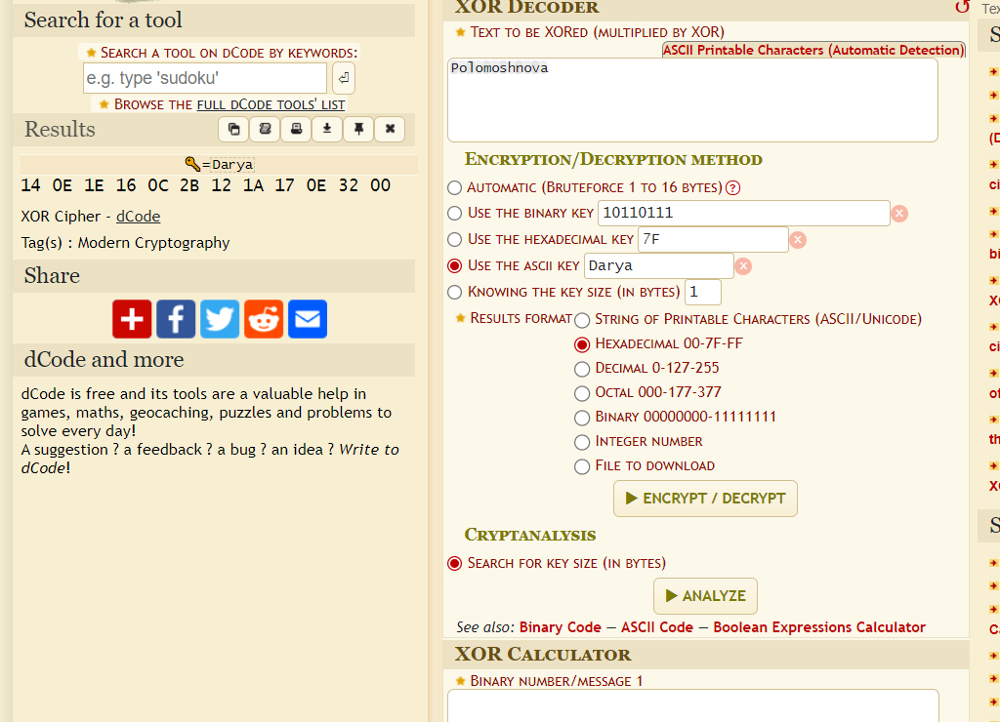 Search for a tool
Search a tool on dCode by keywords:
e.g. type 'sudoku'
Browse the full dCode tools' list
Results
=Darya
14 0E 1E 16 0C 2B 12 1A 17 0E 32 00
XOR Cipher - dCode
Tag(s) : Modern Cryptography
Share
dCode and more
dCode is free and its tools are a valuable help in
games, maths, geocaching, puzzles and problems to
solve every day!
A suggestion ? a feedback ? a bug ? an idea ? Write to
dCode!
XOR Decoder
Text to be XORed (multiplied by XOR)
ASCII Printable Characters (Automatic Detection)
Polomoshnova
Encryption/Decryption method
Automatic (Bruteforce 1 to 16 bytes) ?
Use the binary key 10110111
Use the hexadecimal key 7F
Use the ASCII key Darya
Knowing the key size (in bytes) 1
Results format String of Printable Characters (ASCII/Unicode)
Hexadecimal 00-7F-FF
Decimal 0-127-255
Octal 000-177-377
Binary 00000000-11111111
Integer number
File to download
▶ ENCRYPT / DECRYPT
Cryptanalysis
Search for key size (in bytes)
▶ ANALYZE
See also: Binary Code — ASCII Code — Boolean Expressions Calculator
XOR Calculator
Binary number/message 1